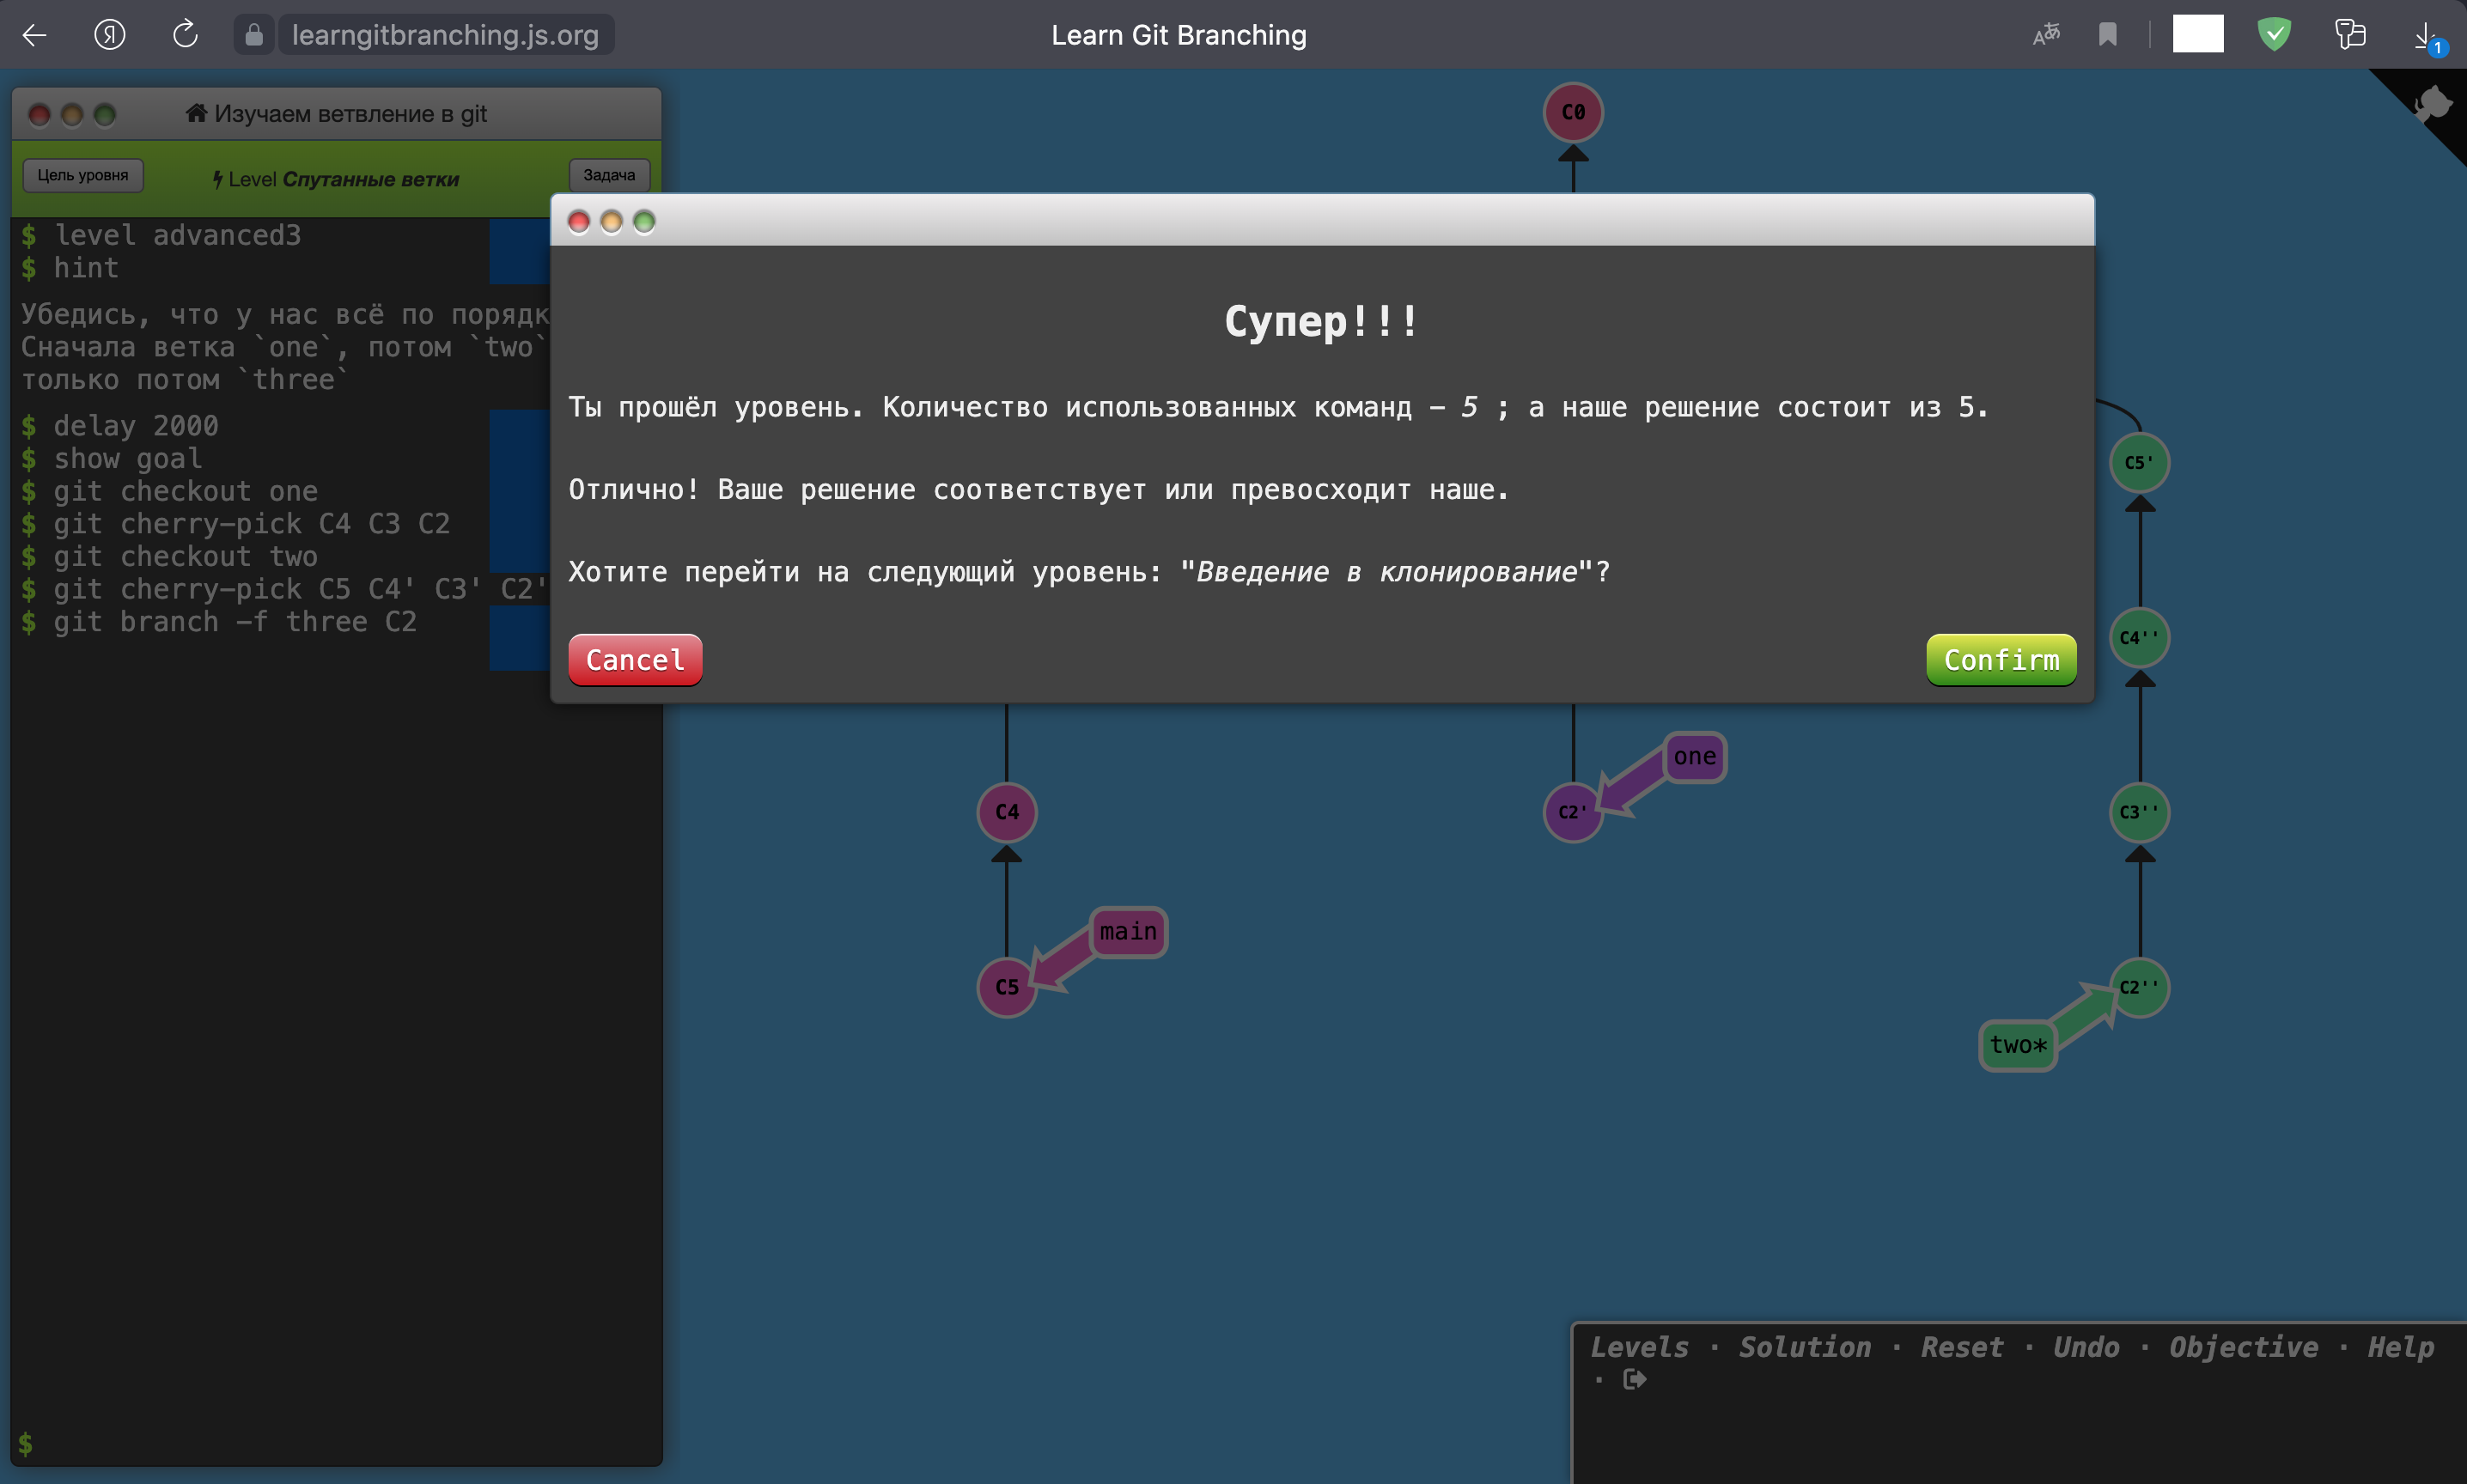 learngitbranching.js.org
Learn Git Branching
1
Изучаем ветвление в git
Цель уровня
Level Спутанные ветки
Задача
$ level advanced3
$ hint
Убедись, что у нас всё по
Сначала ветка `one`, потом `two`
только потом `three`
$ delay 2000
$ show goal
$ git checkout one
$ git cherry-pick C4 C3 C2
$ git checkout two
$ git cherry-pick C5 C4' C3' C2'
$ git branch -f three C2
$
Супер!!!
Ты прошёл уровень. Количество использованных команд – 5 ; а наше решение состоит из 5.
Отлично! Ваше решение соответствует или превосходит наше.
Хотите перейти на следующий уровень: "Введение в клонирование"?
Cancel
Confirm
C0
C5'
C4''
one
C4
C2'
C3''
main
C5
C2''
two*
Levels · Solution · Reset · Undo · Objective · Help
·